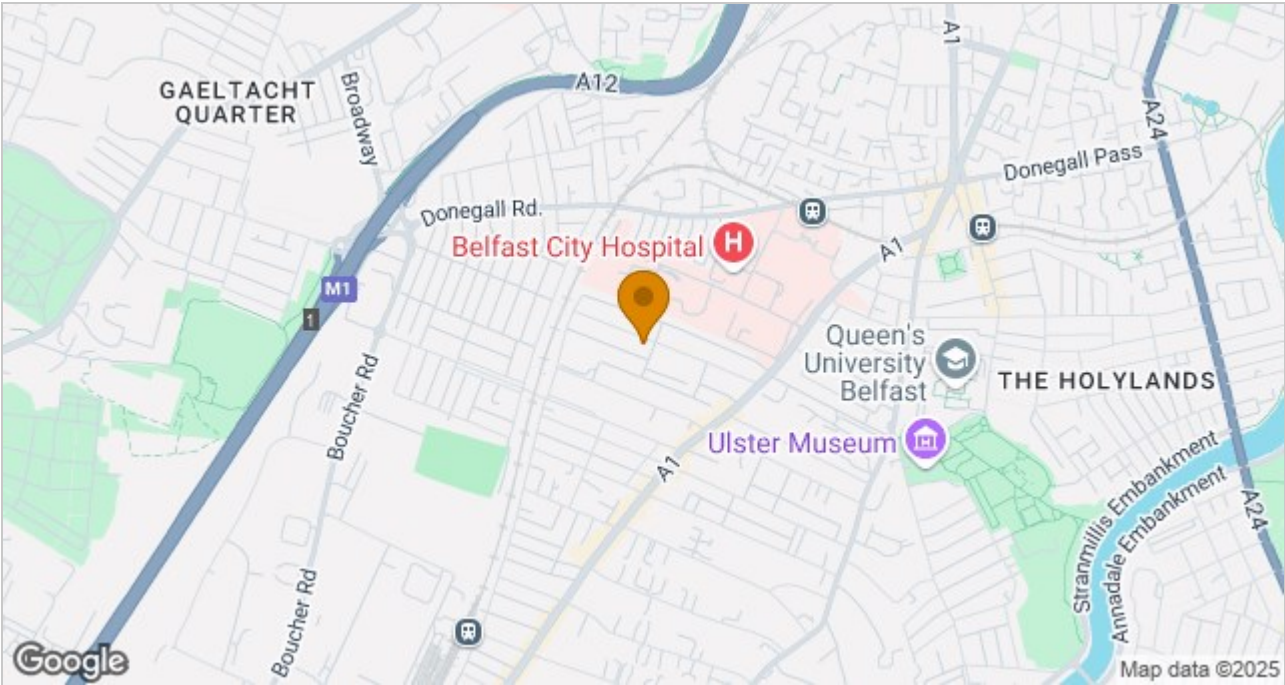 GAELTACHT
QUARTER
Broadway
A12
A1
A24
Donegall Pass
Donegall Rd.
Belfast City Hospital
H
A1
M1
1
Queen's
University
Belfast
THE HOLYLANDS
Boucher Rd
Ulster Museum
A1
Stranmillis Embankment
Annadale Embankment
A24
Boucher Rd
Google
Map data ©2025